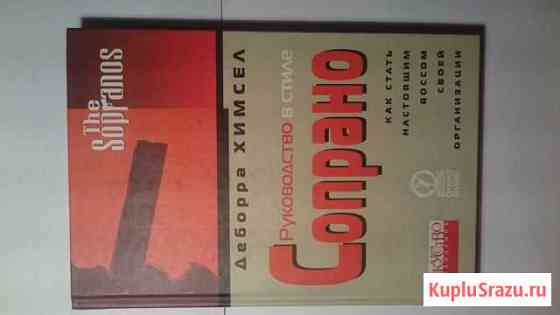 The
Sopranos
Деборра ХИМСЕЛ
Руководство в стиле
Сопрано
КАК СТАТЬ
НАСТОЯЩИМ
БОССОМ
СВОЕЙ
ОРГАНИЗАЦИИ
KupluSrazu.ru